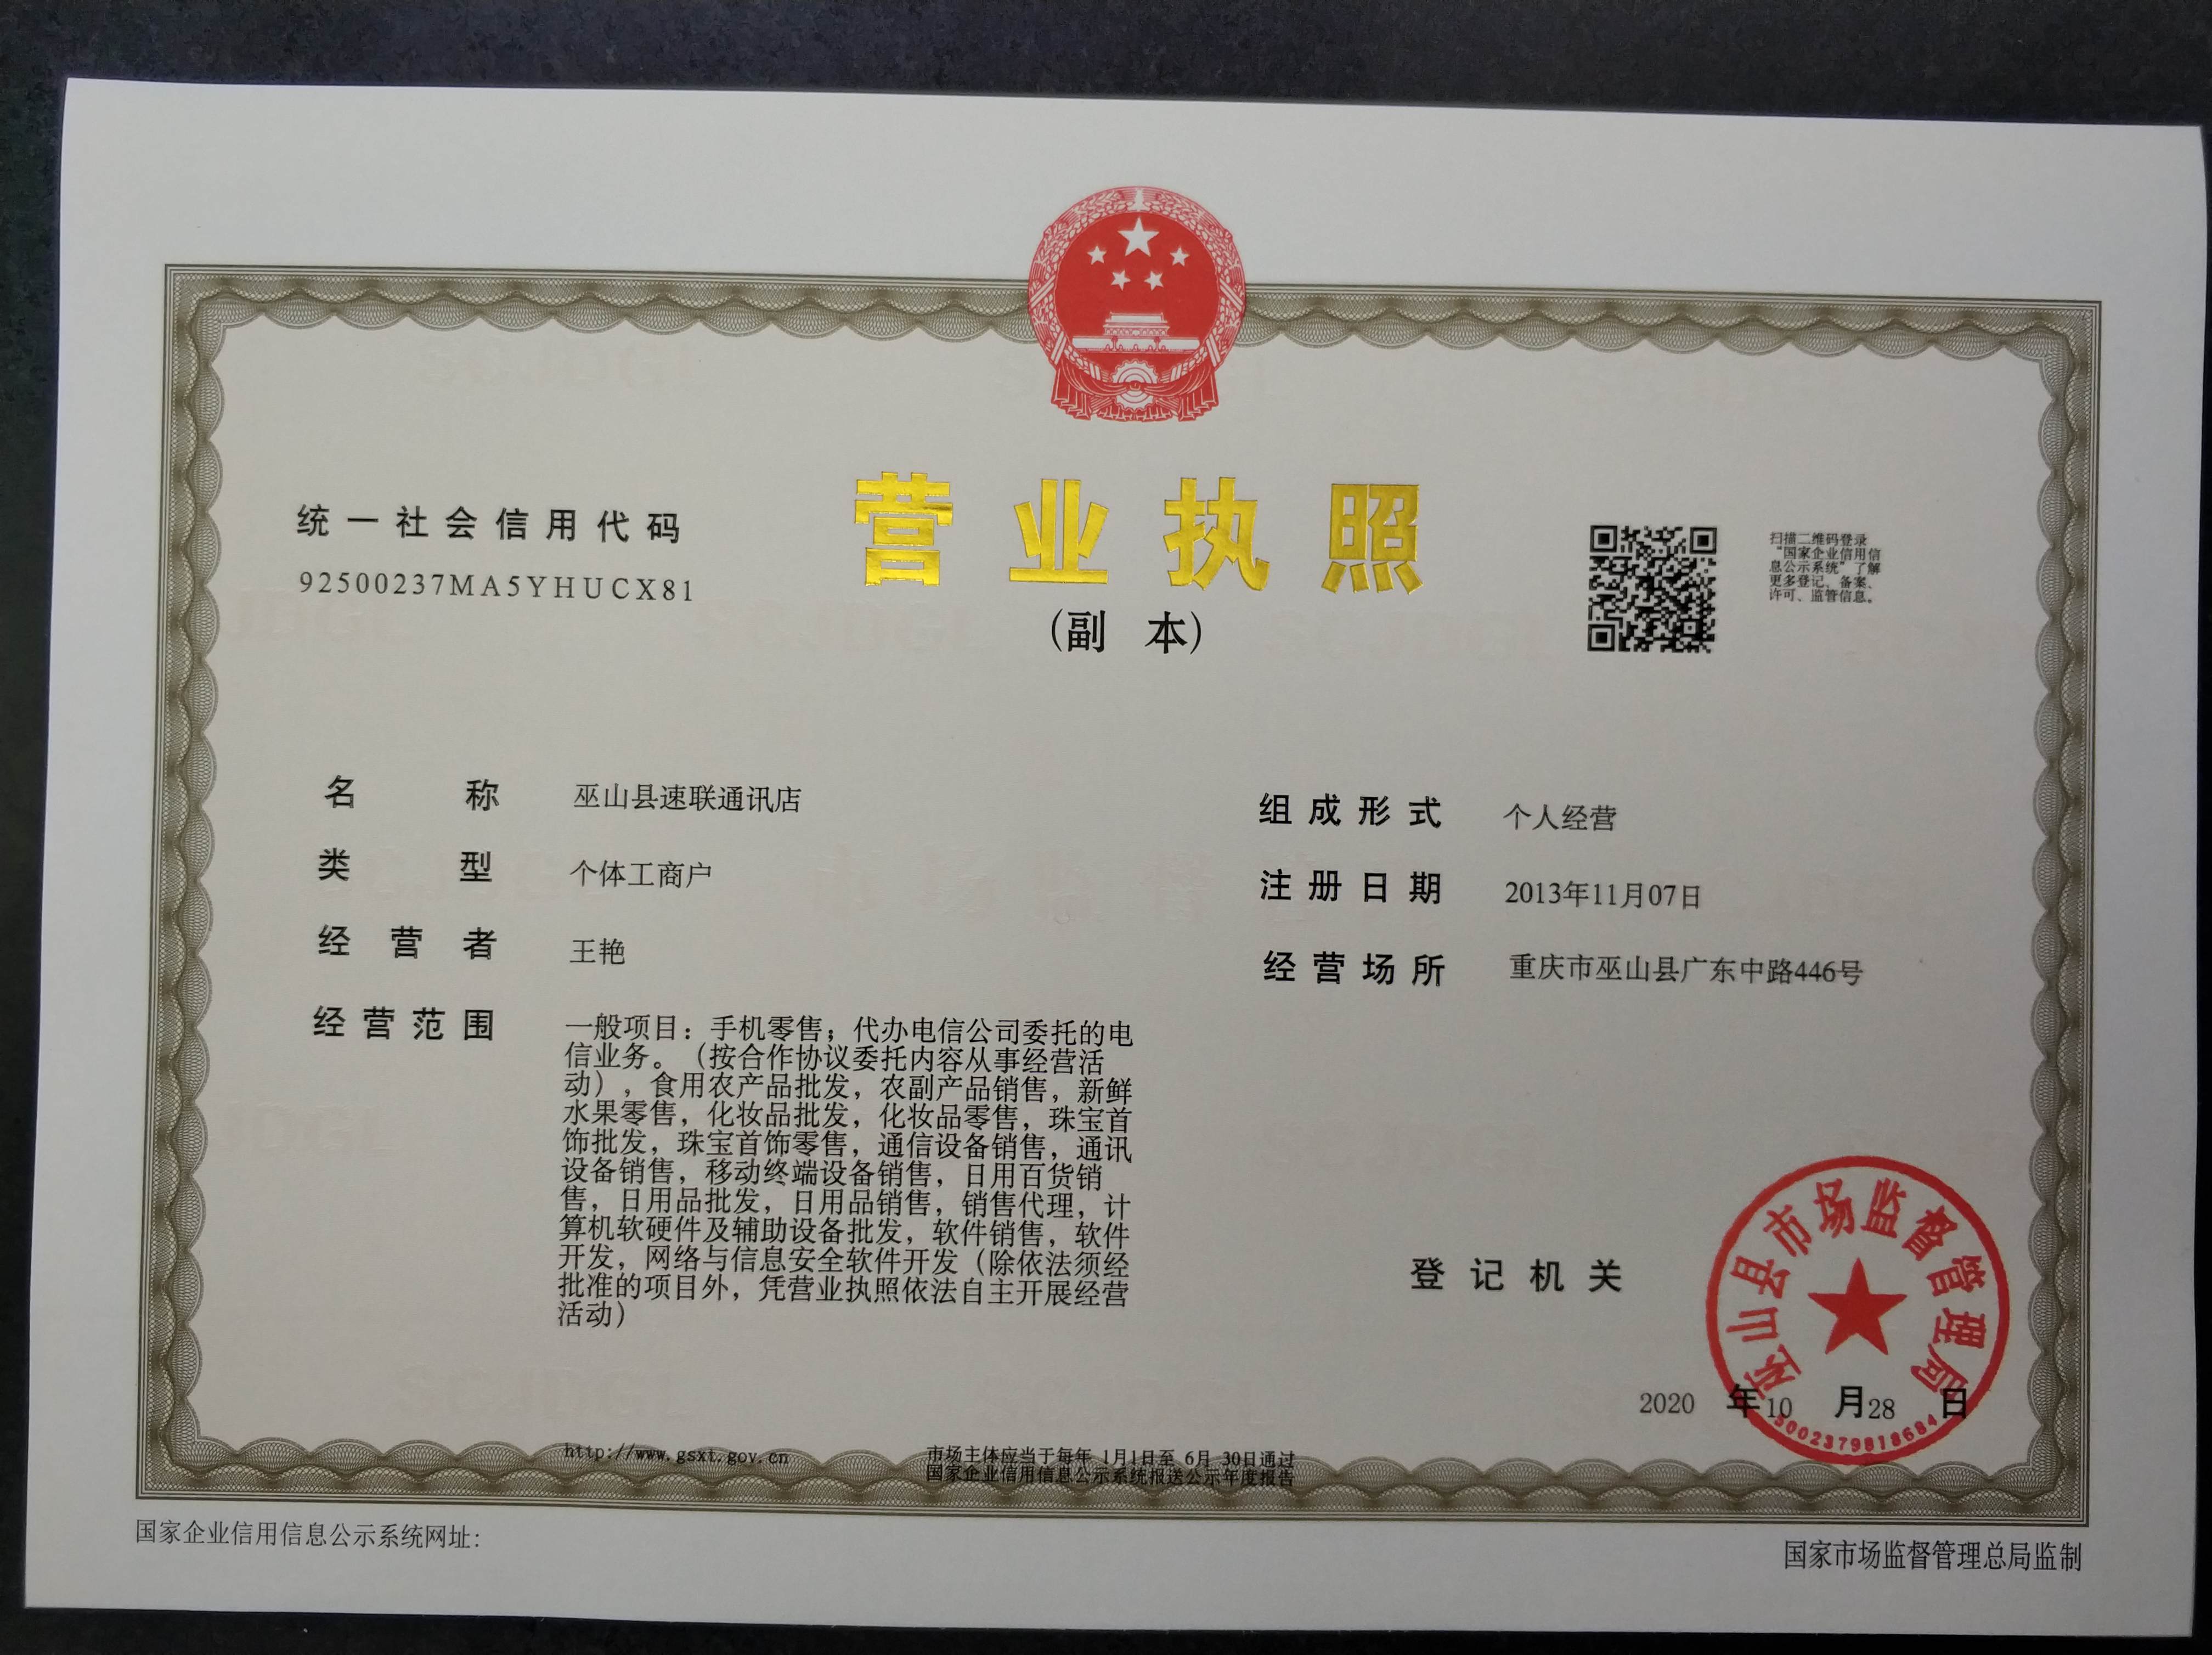 营业执照
(副 本)
统一社会信用代码
92500237MA5YHUCX81
扫描二维码登录
“国家企业信用信
息公示系统”了解
更多登记、备案、
许可、监管信息。
名称 巫山县速联通讯店
类型 个体工商户
经营者 王艳
经营范围 一般项目：手机零售；代办电信公司委托的电
信业务。（按合作协议委托内容从事经营活
动），食用农产品批发，农副产品销售，新鲜
水果零售，化妆品批发，化妆品零售，珠宝首
饰批发，珠宝首饰零售，通信设备销售，通讯
设备销售，移动终端设备销售，日用百货销
售，日用品批发，日用品销售，销售代理，计
算机软硬件及辅助设备批发，软件销售，软件
开发，网络与信息安全软件开发（除依法须经
批准的项目外，凭营业执照依法自主开展经营
活动）
组成形式 个人经营
注册日期 2013年11月07日
经营场所 重庆市巫山县广东中路446号
登记机关
巫山县市场监督管理局
5002379818684
2020 年10 月28 日
http://www.gsxt.gov.cn
市场主体应当于每年 1月1日至 6月 30日通过
国家企业信用信息公示系统报送公示年度报告
国家企业信用信息公示系统网址：
国家市场监督管理总局监制